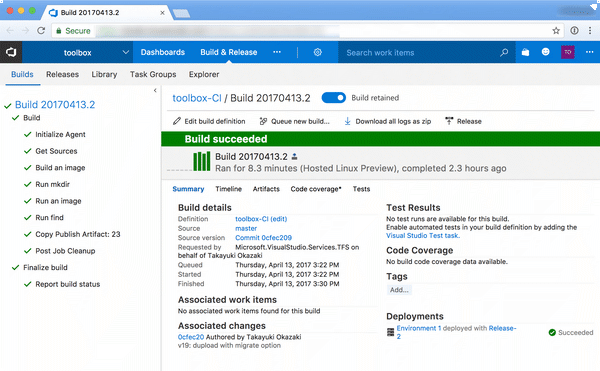 Build 20170413.2
Secure
toolbox
Dashboards
Build & Release
Search work items
TO
Builds
Releases
Library
Task Groups
Explorer
Build 20170413.2
Build
Initialize Agent
Get Sources
Build an image
Run mkdir
Run an image
Run find
Copy Publish Artifact: 23
Post Job Cleanup
Finalize build
Report build status
toolbox-CI / Build 20170413.2
Build retained
Edit build definition
Queue new build...
Download all logs as zip
Release
Build succeeded
Build 20170413.2
Ran for 8.3 minutes (Hosted Linux Preview), completed 2.3 hours ago
Summary
Timeline
Artifacts
Code coverage*
Tests
Build details
Definition toolbox-CI (edit)
Source master
Source version Commit 0cfec209
Requested by Microsoft.VisualStudio.Services.TFS on
behalf of Takayuki Okazaki
Queued Thursday, April 13, 2017 3:22 PM
Started Thursday, April 13, 2017 3:22 PM
Finished Thursday, April 13, 2017 3:30 PM
Associated work items
No associated work items found for this build
Associated changes
0cfec20 Authored by Takayuki Okazaki
v19: dupload with migrate option
Test Results
No test runs are available for this build.
Enable automated tests in your build definition by adding the
Visual Studio Test task.
Code Coverage
No build code coverage data available.
Tags
Add...
Deployments
Environment 1 deployed with Release-
2
Succeeded